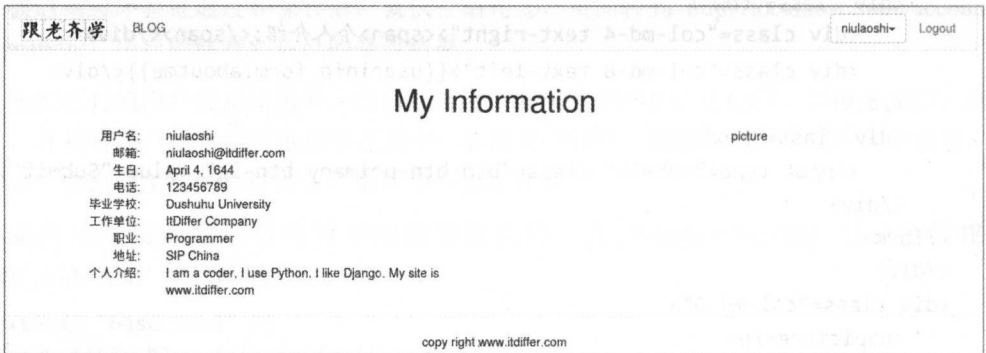 跟老齐学 BLOG niulaoshi Logout
My Information
用户名: niulaoshi picture
邮箱: niulaoshi@itdiffer.com
生日: April 4, 1644
电话: 123456789
毕业学校: Dushuhu University
工作单位: ItDiffer Company
职业: Programmer
地址: SIP China
个人介绍: I am a coder, I use Python. I like Django. My site is
www.itdiffer.com
copy right www.itdiffer.com